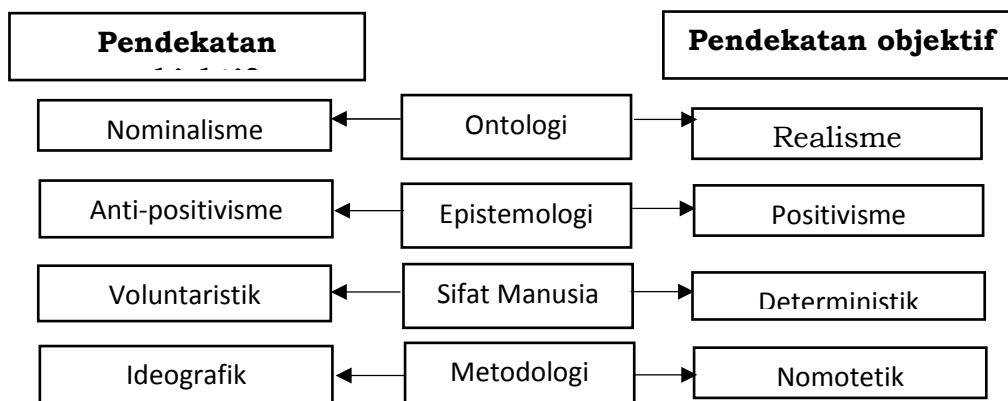 Pendekatan
Pendekatan objektif
Nominalisme
Ontologi
Realisme
Anti-positivisme
Epistemologi
Positivisme
Voluntaristik
Sifat Manusia
Deterministik
Ideografik
Metodologi
Nomotetik